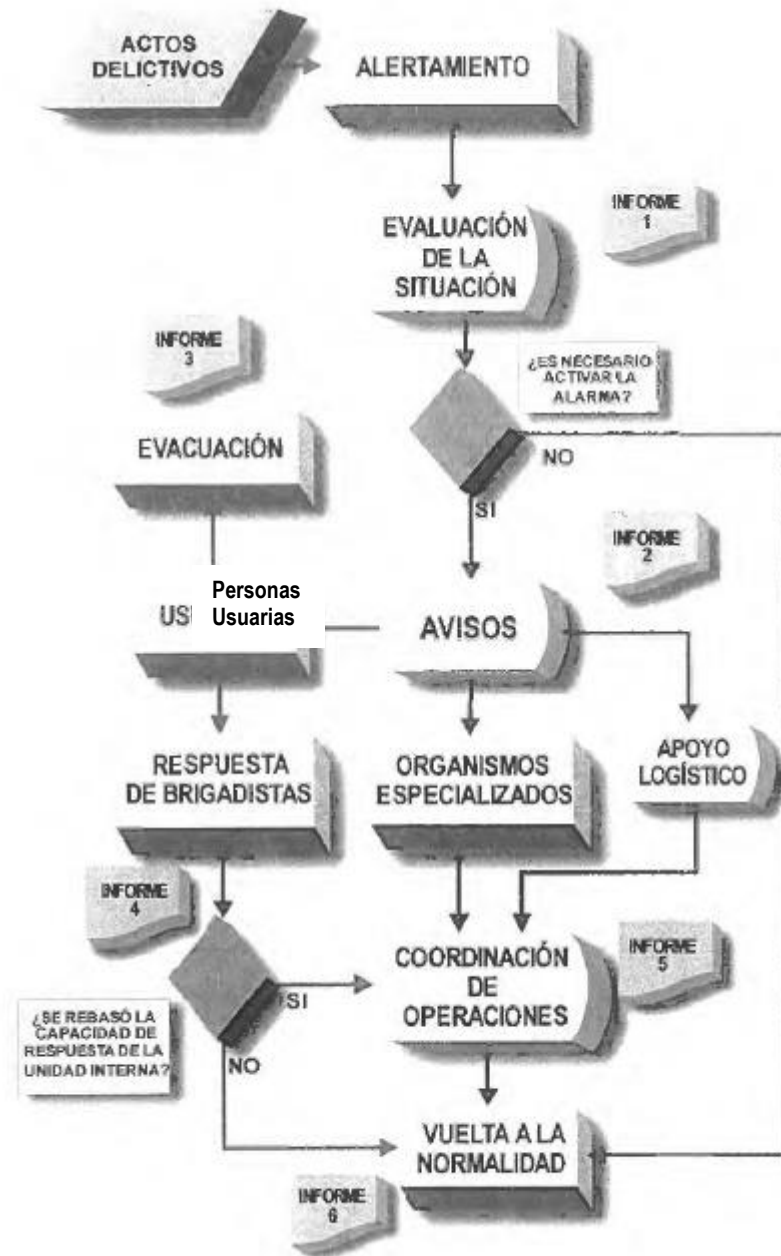 ACTOS
DELICTIVOS
ALERTAMIENTO
EVALUACIÓN
DE LA
SITUACIÓN
INFORME
1
INFORME
3
¿ES NECESARIO
ACTIVAR LA
ALARMA?
EVACUACIÓN
NO
SI
INFORME
2
Personas
Usuarias
AVISOS
RESPUESTA
DE BRIGADISTAS
ORGANISMOS
ESPECIALIZADOS
APOYO
LOGÍSTICO
INFORME
4
COORDINACIÓN
DE
OPERACIONES
INFORME
5
SI
¿SE REBASÓ LA
CAPACIDAD DE
RESPUESTA DE LA
UNIDAD INTERNA?
NO
VUELTA A LA
NORMALIDAD
INFORME
6